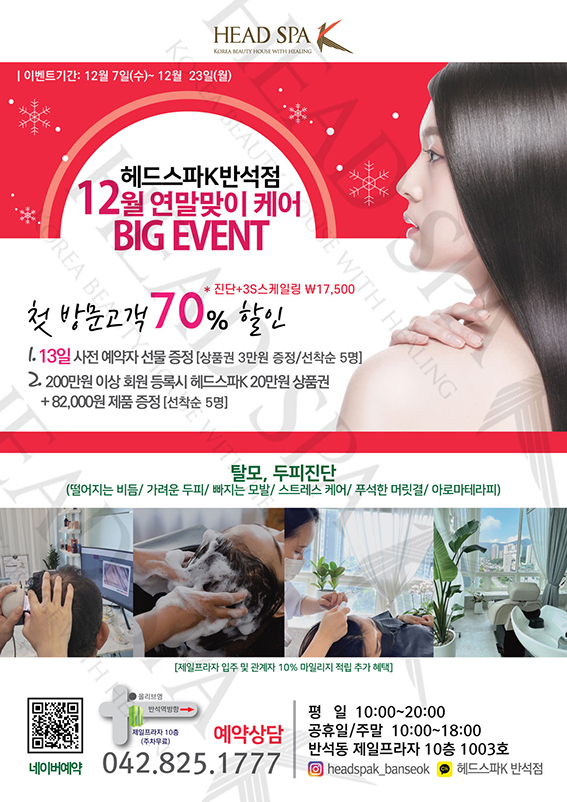 HEAD SPA K
KOREA BEAUTY HOUSE WITH HEALING
이벤트기간: 12월 7일(수)~ 12월 23일(월)
헤드스파K반석점
12월 연말맞이 케어
BIG EVENT
* 진단+3S스케일링 ₩17,500
첫 방문고객 70% 할인
1. 13일 사전 예약자 선물 증정 [상품권 3만원 증정/선착순 5명]
2. 200만원 이상 회원 등록시 헤드스파K 20만원 상품권
+ 82,000원 제품 증정 [선착순 5명]
탈모, 두피진단
(떨어지는 비듬/ 가려운 두피/ 빠지는 모발/ 스트레스 케어/ 푸석한 머릿결/ 아로마테라피)
[제일프라자 입주 및 관계자 10% 마일리지 적립 추가 혜택]
네이버예약
올리브영
반석역방향
제일프라자 10층
(주차무료)
예약상담
042.825.1777
평 일 10:00~20:00
공휴일/주말 10:00~18:00
반석동 제일프라자 10층 1003호
headspak_banseok 헤드스파K 반석점